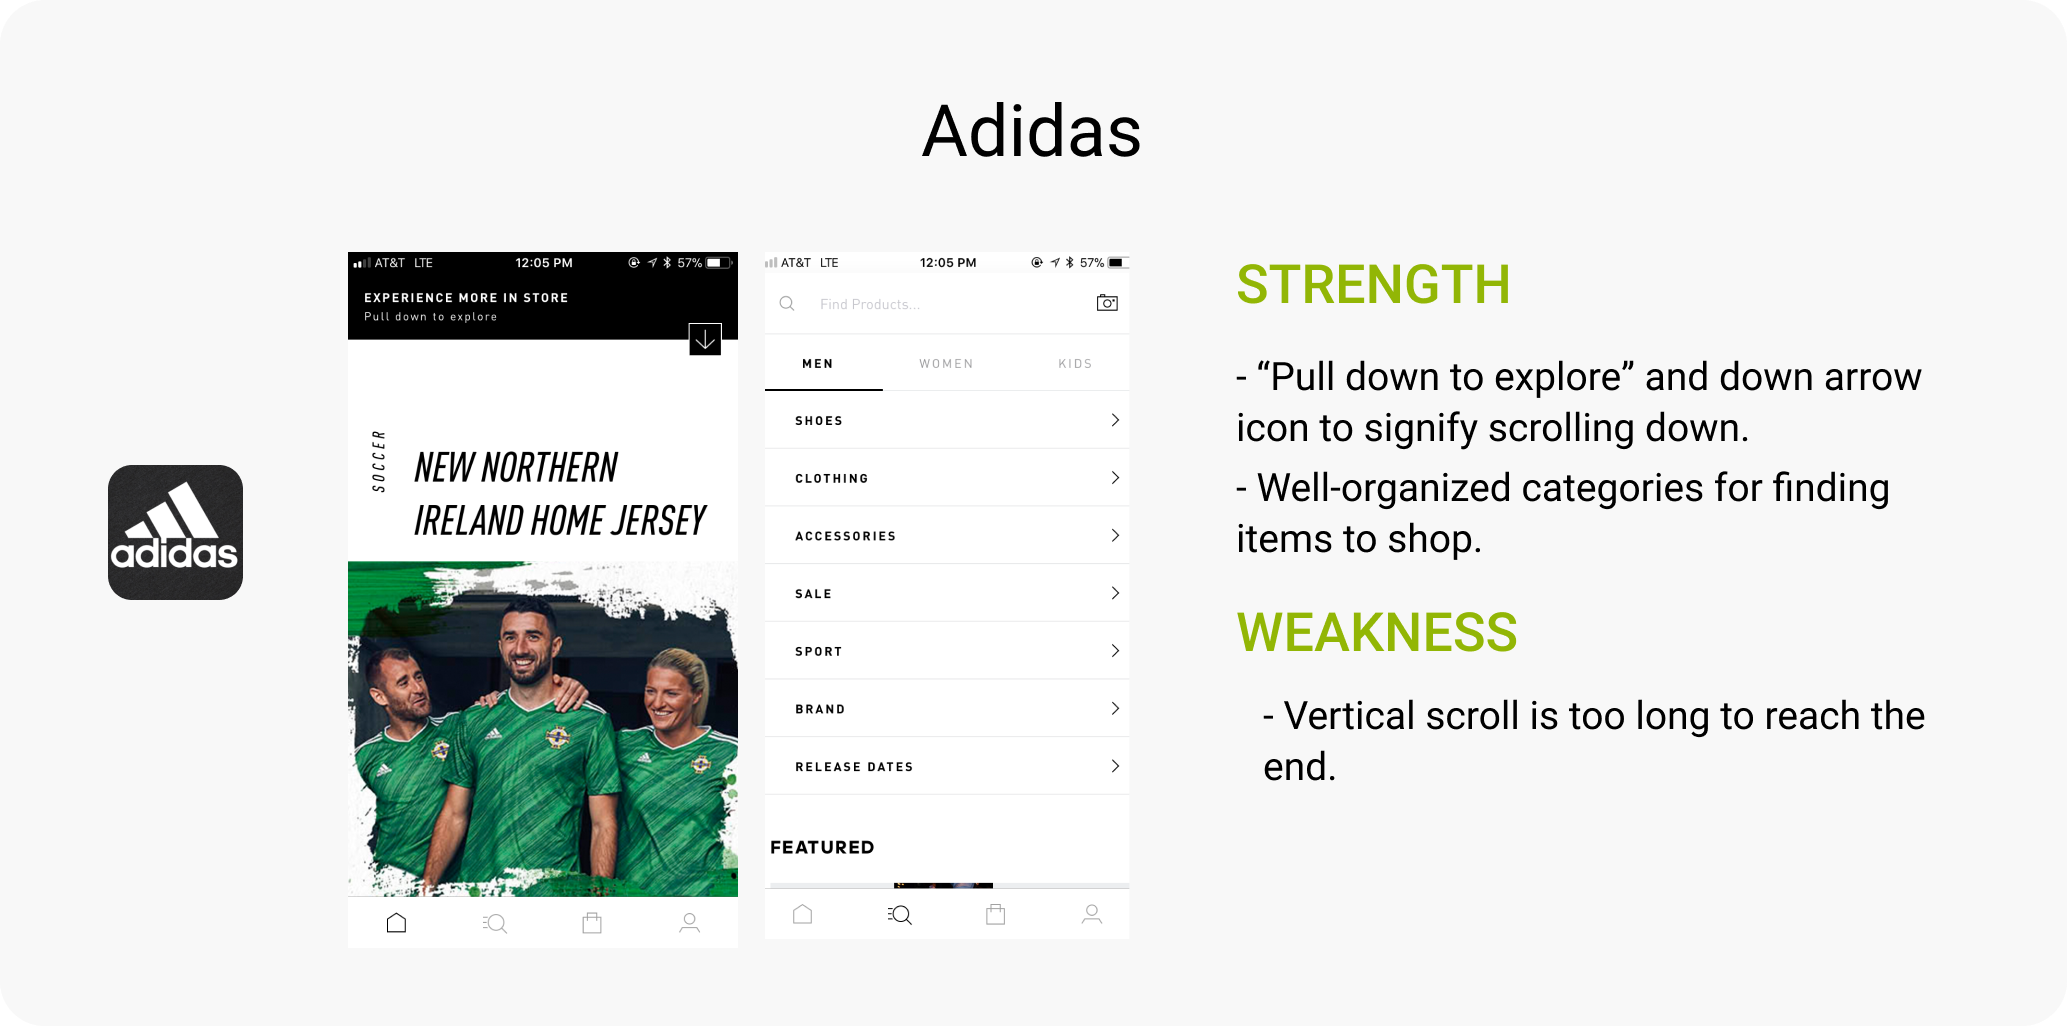 Adidas
adidas
AT&T LTE 12:05 PM 57%
EXPERIENCE MORE IN STORE
Pull down to explore
SOCCER
NEW NORTHERN
IRELAND HOME JERSEY
AT&T LTE 12:05 PM 57%
Find Products...
MEN WOMEN KIDS
SHOES
CLOTHING
ACCESSORIES
SALE
SPORT
BRAND
RELEASE DATES
FEATURED
STRENGTH
- “Pull down to explore” and down arrow
icon to signify scrolling down.
- Well-organized categories for finding
items to shop.
WEAKNESS
- Vertical scroll is too long to reach the
end.